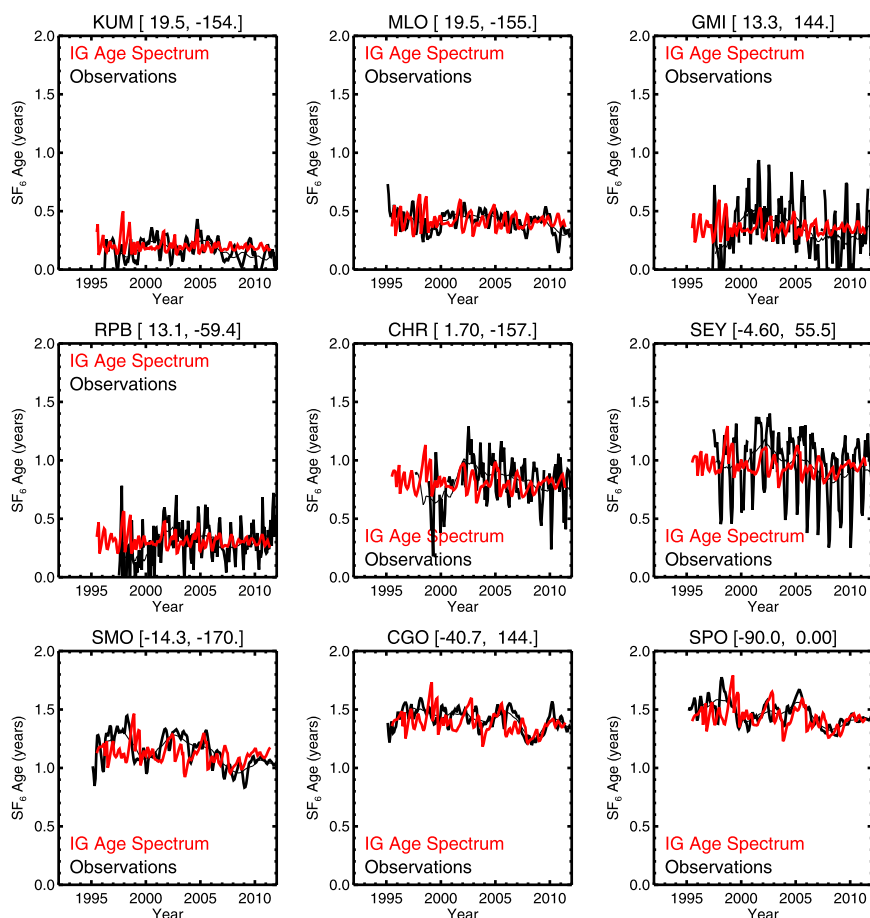 KUM [ 19.5, -154.]
2.0
1.5
1.0
0.5
0.0
SF6 Age (years)
IG Age Spectrum
Observations
1995 2000 2005 2010
Year
MLO [ 19.5, -155.]
2.0
1.5
1.0
0.5
0.0
SF6 Age (years)
IG Age Spectrum
Observations
1995 2000 2005 2010
Year
GMI [ 13.3, 144.]
2.0
1.5
1.0
0.5
0.0
SF6 Age (years)
IG Age Spectrum
Observations
1995 2000 2005 2010
Year
RPB [ 13.1, -59.4]
2.0
1.5
1.0
0.5
0.0
SF6 Age (years)
IG Age Spectrum
Observations
1995 2000 2005 2010
Year
CHR [ 1.70, -157.]
2.0
1.5
1.0
0.5
0.0
SF6 Age (years)
IG Age Spectrum
Observations
1995 2000 2005 2010
Year
SEY [-4.60, 55.5]
2.0
1.5
1.0
0.5
0.0
SF6 Age (years)
IG Age Spectrum
Observations
1995 2000 2005 2010
Year
SMO [-14.3, -170.]
2.0
1.5
1.0
0.5
0.0
SF6 Age (years)
IG Age Spectrum
Observations
1995 2000 2005 2010
Year
CGO [-40.7, 144.]
2.0
1.5
1.0
0.5
0.0
SF6 Age (years)
IG Age Spectrum
Observations
1995 2000 2005 2010
Year
SPO [-90.0, 0.00]
2.0
1.5
1.0
0.5
0.0
SF6 Age (years)
IG Age Spectrum
Observations
1995 2000 2005 2010
Year